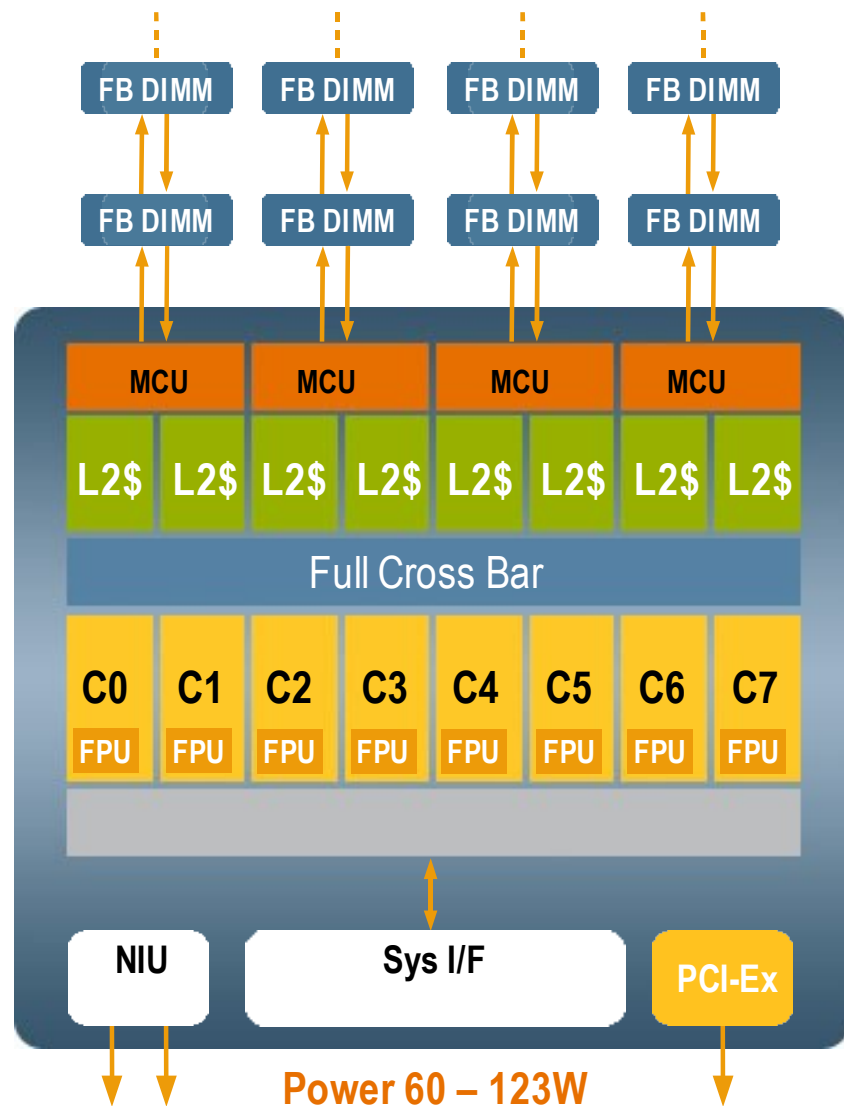 FB DIMM FB DIMM FB DIMM FB DIMM
FB DIMM FB DIMM FB DIMM FB DIMM
MCU MCU MCU MCU
L2$ L2$ L2$ L2$ L2$ L2$ L2$ L2$
Full Cross Bar
C0 C1 C2 C3 C4 C5 C6 C7
FPU FPU FPU FPU FPU FPU FPU FPU
NIU Sys I/F PCI-Ex
Power 60 – 123W